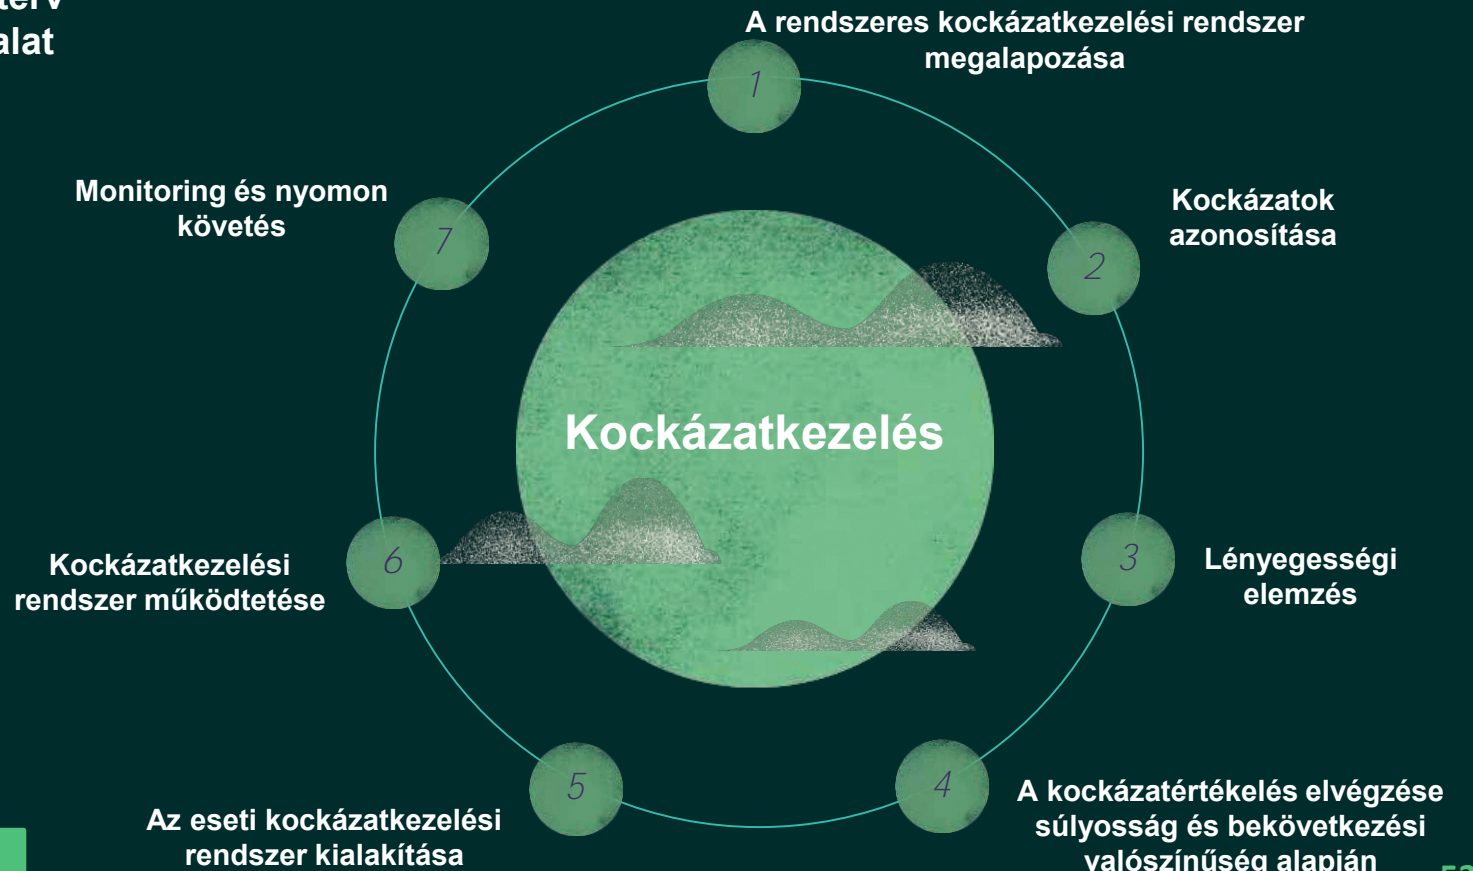 alat
A rendszeres kockázatkezelési rendszer
megalapozása
1
Kockázatok
azonosítása
2
Lényegességi
elemzés
3
A kockázatértékelés elvégzése
súlyosság és bekövetkezési
valószínűség alapján
4
Az eseti kockázatkezelési
rendszer kialakítása
5
Kockázatkezelési
rendszer működtetése
6
Monitoring és nyomon
követés
7
Kockázatkezelés